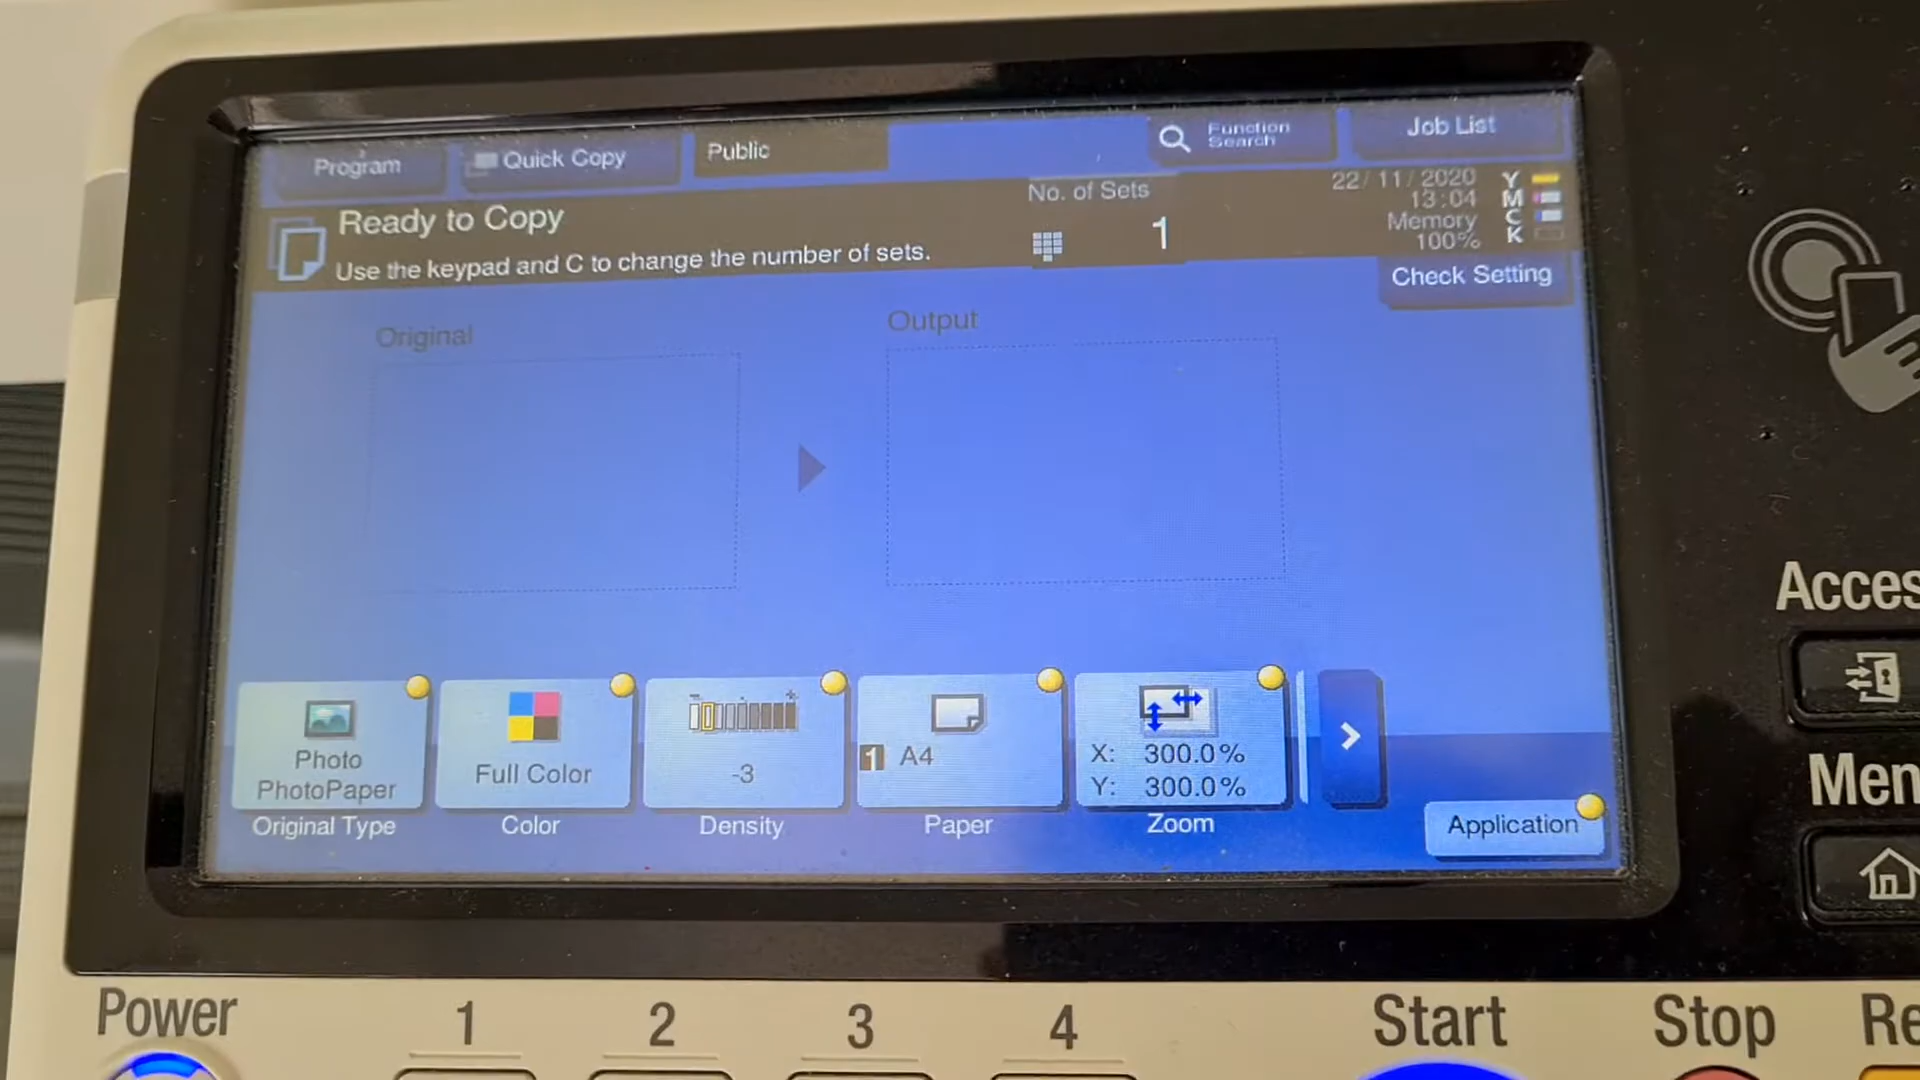 Program
Quick Copy
Public
Function
Search
Job List
Ready to Copy
Use the keypad and C to change the number of sets.
No. of Sets
1
22/11/2020
13:04
Memory
100%
Y
M
C
K
Check Setting
Original
Output
Photo
PhotoPaper
Original Type
Full Color
Color
- +
-3
Density
1 A4
Paper
X: 300.0%
Y: 300.0%
Zoom
Application
Power
1
2
3
4
Start
Stop
Acces
Men
Re